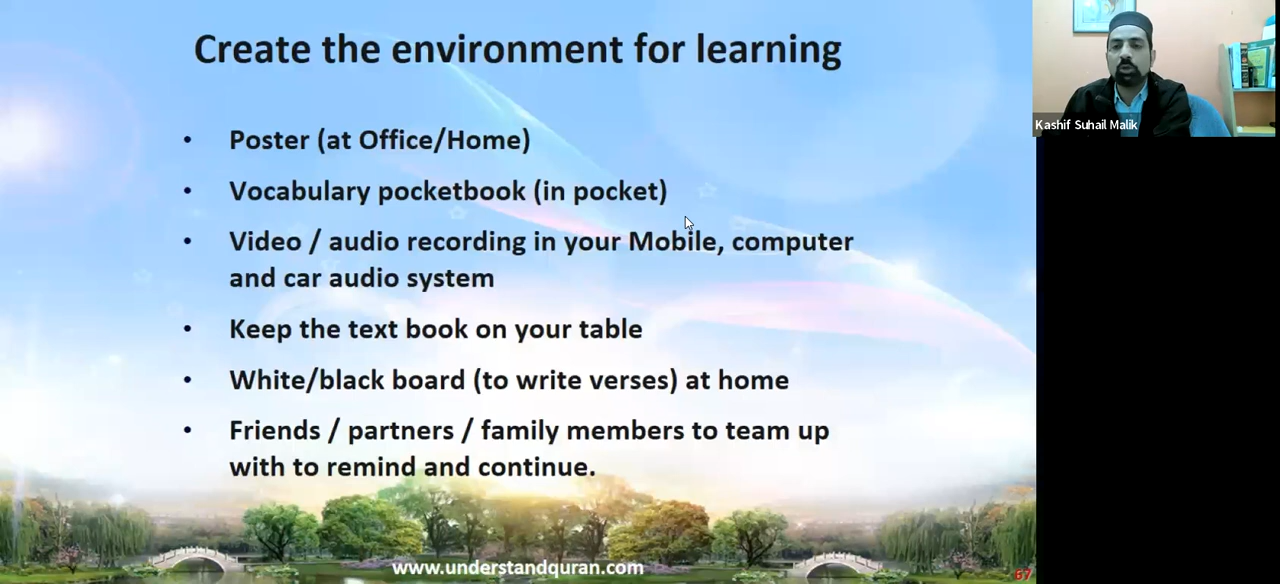 Create the environment for learning
• Poster (at Office/Home)
• Vocabulary pocketbook (in pocket)
• Video / audio recording in your Mobile, computer
and car audio system
• Keep the text book on your table
• White/black board (to write verses) at home
• Friends / partners / family members to team up
with to remind and continue.
www.understandquran.com
67
Kashif Suhail Malik